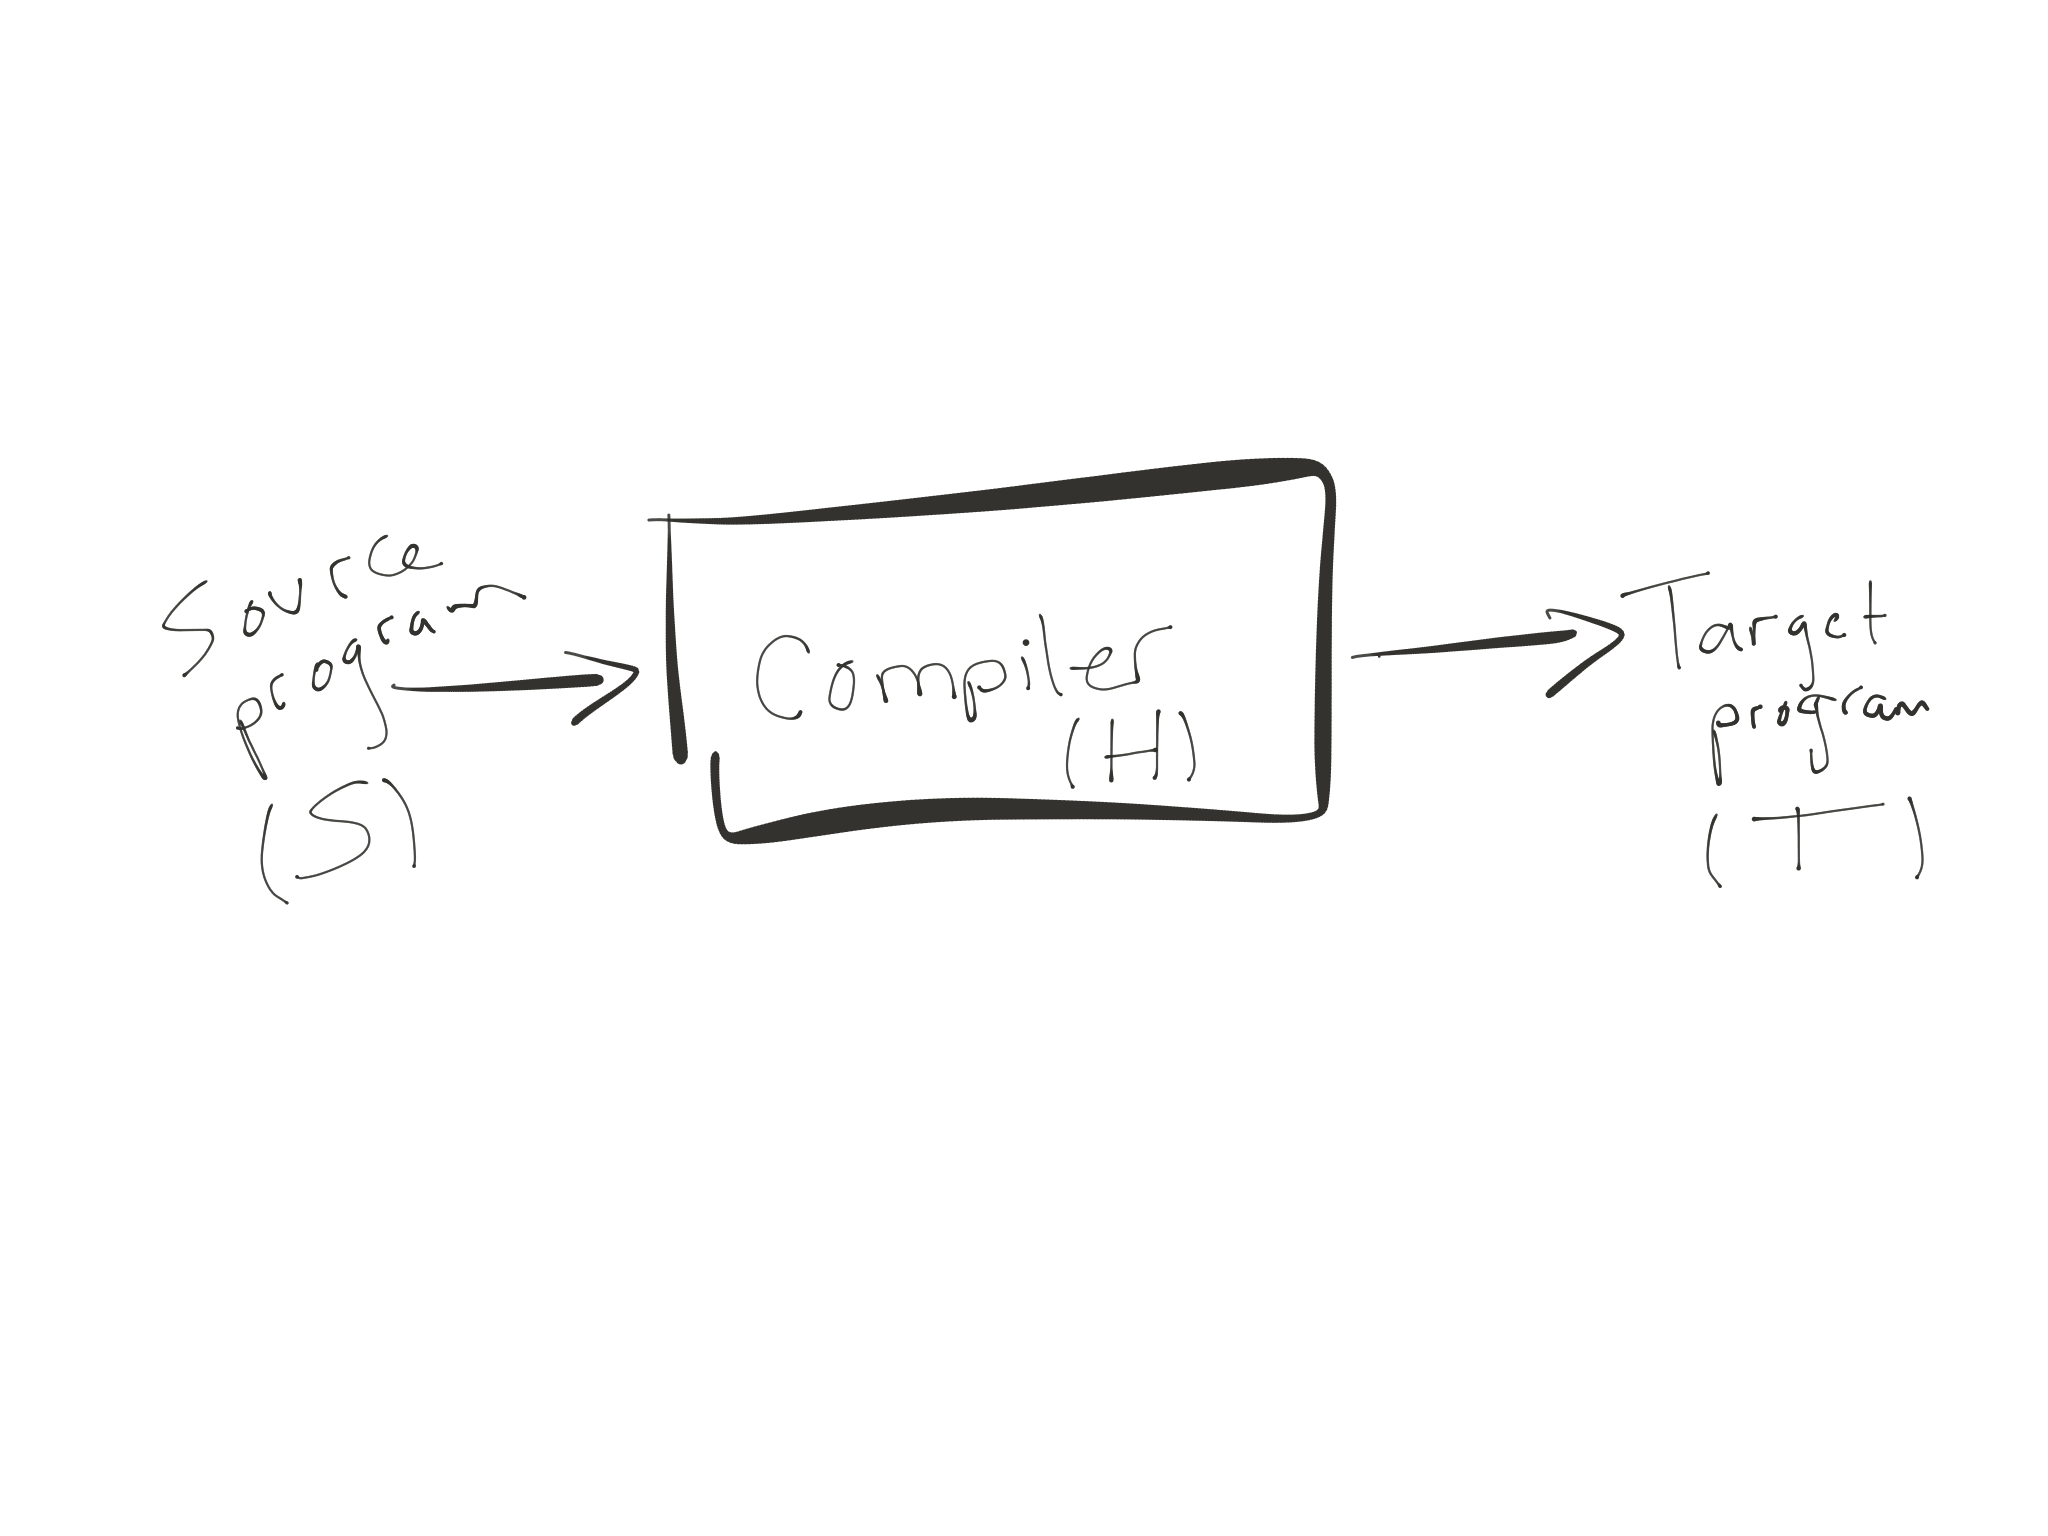 Source
program
(S)
Compiler
(H)
Target
program
(T)